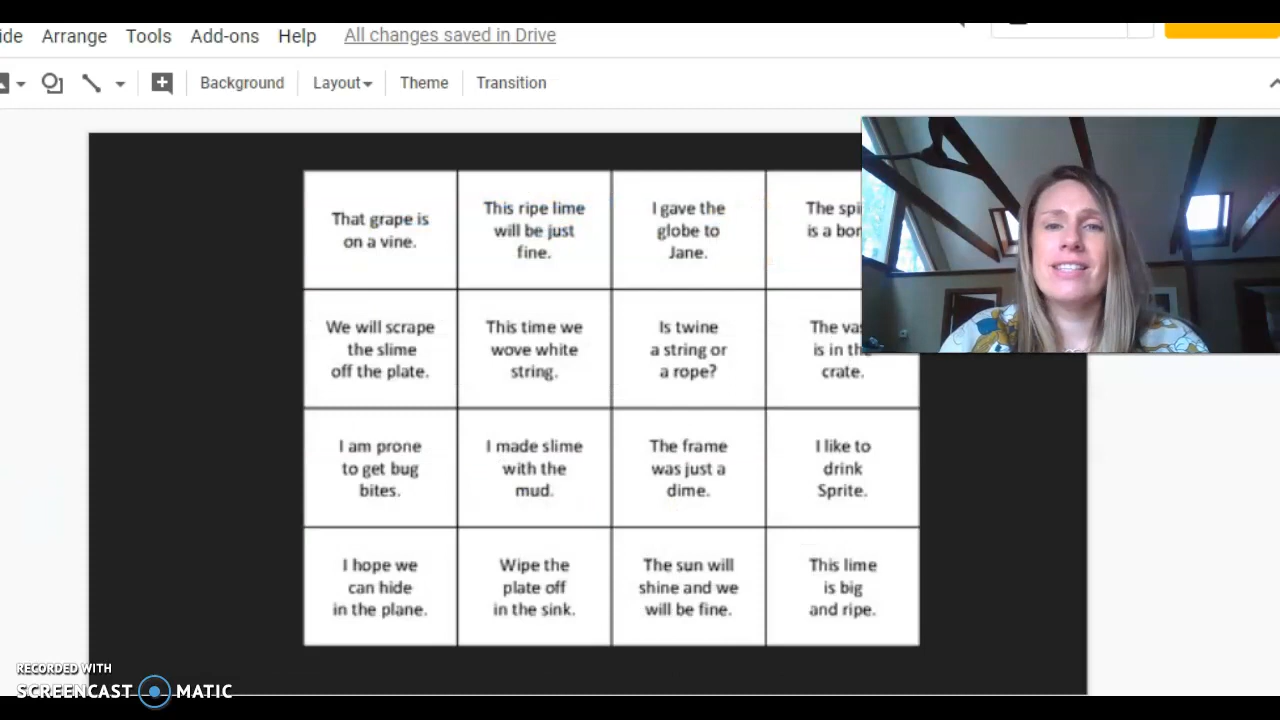 ide Arrange Tools Add-ons Help All changes saved in Drive
Background Layout Theme Transition
That grape is
on a vine.
This ripe lime
will be just
fine.
I gave the
globe to
Jane.
The
is a
We will scrape
the slime
off the plate.
This time we
wove white
string.
Is twine
a string or
a rope?
The
is in
crate.
I am prone
to get bug
bites.
I made slime
with the
mud.
The frame
was just a
dime.
I like to
drink
Sprite.
I hope we
can hide
in the plane.
Wipe the
plate off
in the sink.
The sun will
shine and we
will be fine.
This lime
is big
and ripe.
RECORDED WITH
SCREENCAST MATIC